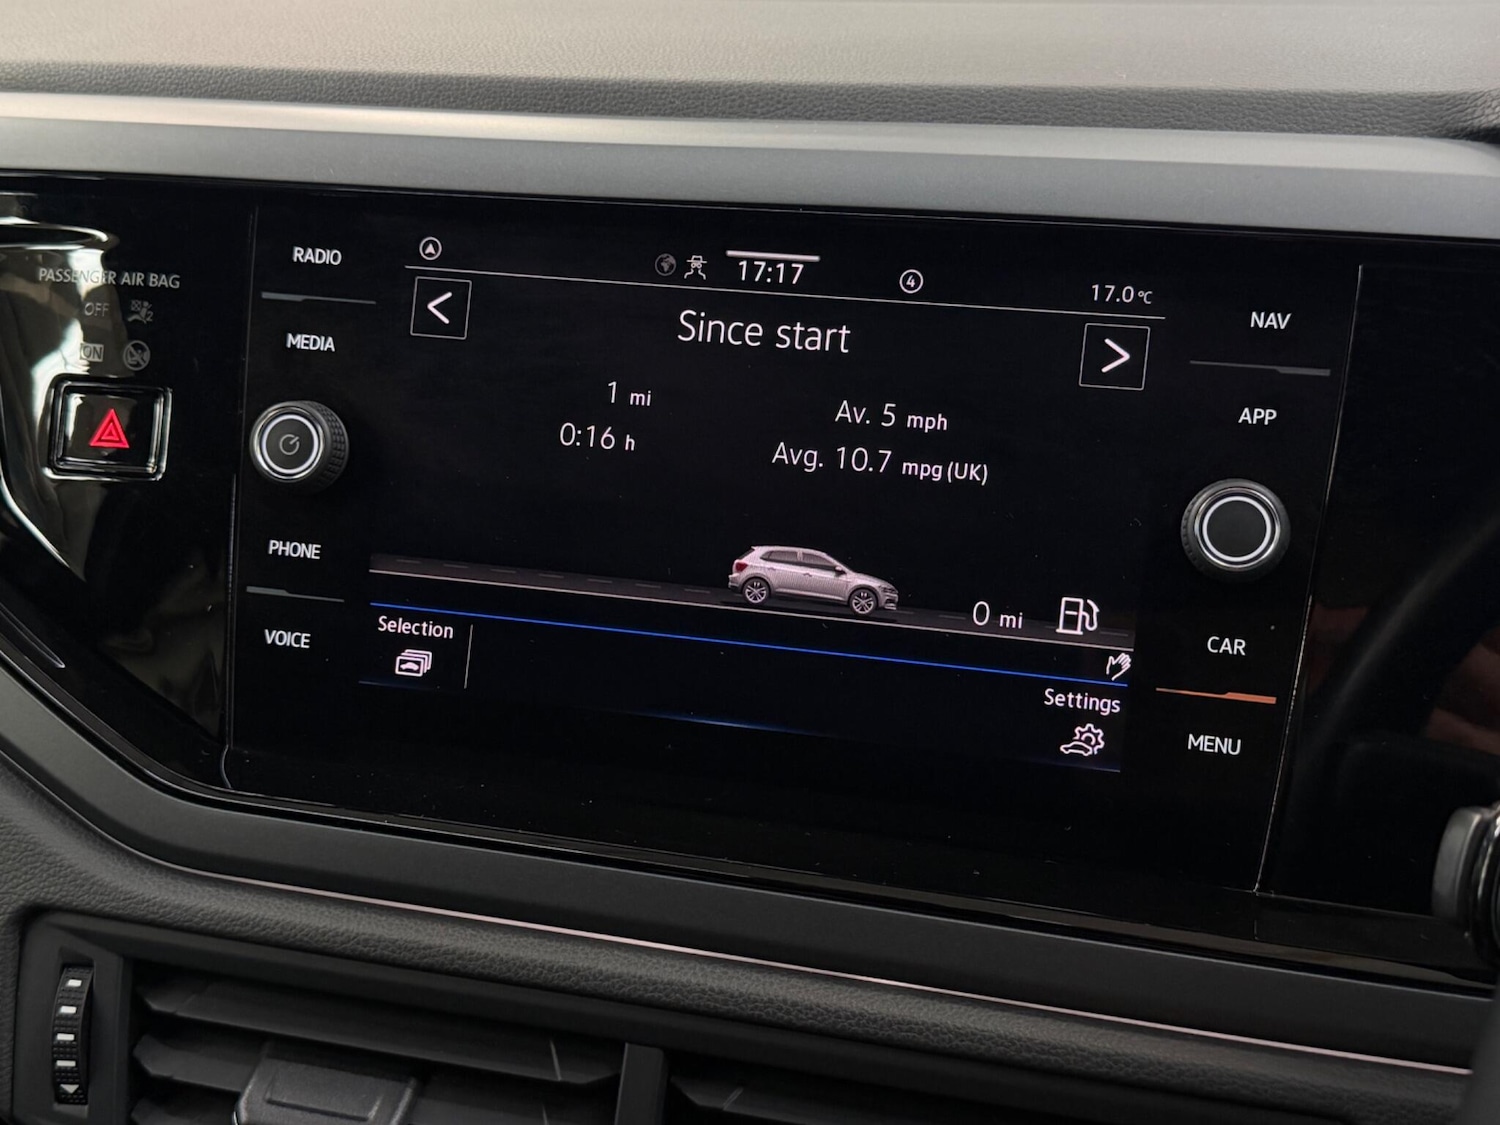 PASSENGER AIR BAG
OFF
ON
RADIO
MEDIA
PHONE
VOICE
17:17
4
17.0°C
<
Since start
>
1 mi
Av. 5 mph
0:16 h
Avg. 10.7 mpg (UK)
0 mi
Selection
Settings
NAV
APP
CAR
MENU